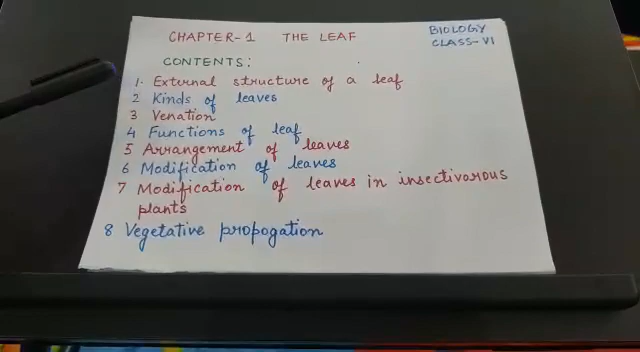 CHAPTER-1 THE LEAF
BIOLOGY
CLASS-VI
CONTENTS:
1. External structure of a leaf
2 Kinds of leaves
3 Venation
4 Functions of leaf
5 Arrangement of leaves
6 Modification of leaves
7 Modification of leaves in insectivorous
plants
8 Vegetative propogation